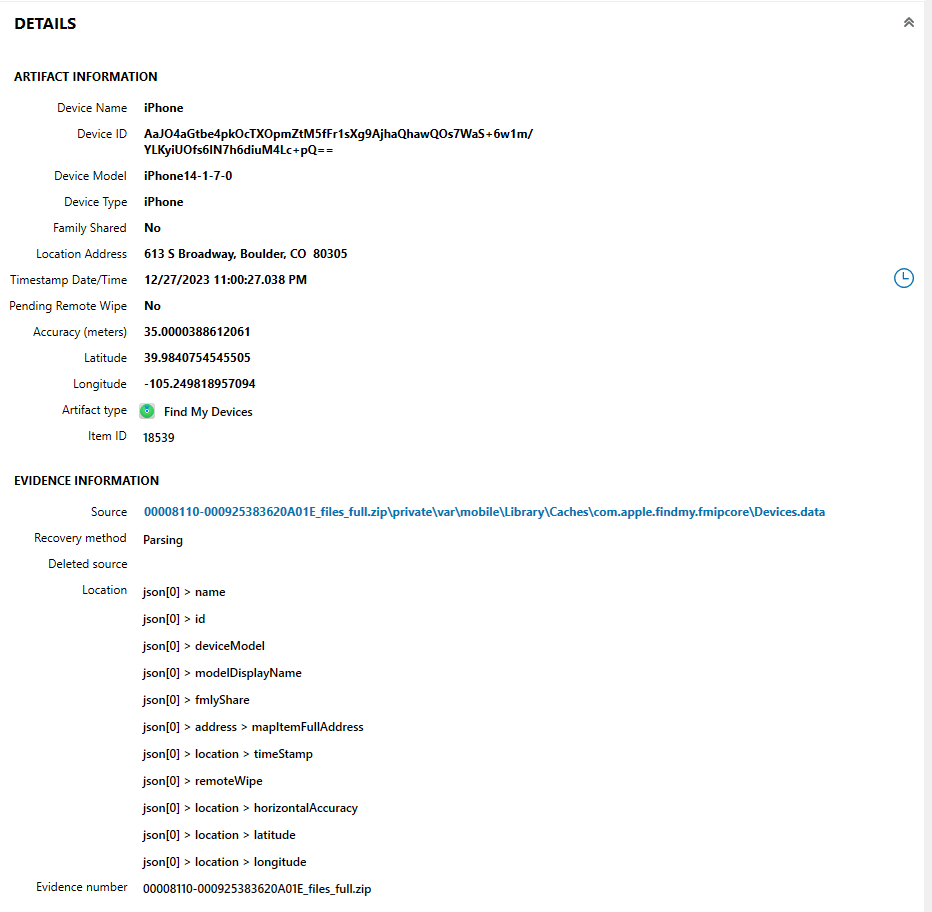 DETAILS
ARTIFACT INFORMATION
Device Name iPhone
Device ID AaJO4aGtbe4pkOcTXOpmZtM5fFr1sXg9AjhaQhawQOs7WaS+6w1m/
YLKyiUOfs6IN7h6diuM4Lc+pQ==
Device Model iPhone14-1-7-0
Device Type iPhone
Family Shared No
Location Address 613 S Broadway, Boulder, CO  80305
Timestamp Date/Time 12/27/2023 11:00:27.038 PM
Pending Remote Wipe No
Accuracy (meters) 35.0000388612061
Latitude 39.9840754545505
Longitude -105.249818957094
Artifact type Find My Devices
Item ID 18539
EVIDENCE INFORMATION
Source 00008110-000925383620A01E_files_full.zip\private\var\mobile\Library\Caches\com.apple.findmy.fmipcore\Devices.data
Recovery method Parsing
Deleted source
Location json[0] > name
json[0] > id
json[0] > deviceModel
json[0] > modelDisplayName
json[0] > fmlyShare
json[0] > address > mapItemFullAddress
json[0] > location > timeStamp
json[0] > remoteWipe
json[0] > location > horizontalAccuracy
json[0] > location > latitude
json[0] > location > longitude
Evidence number 00008110-000925383620A01E_files_full.zip